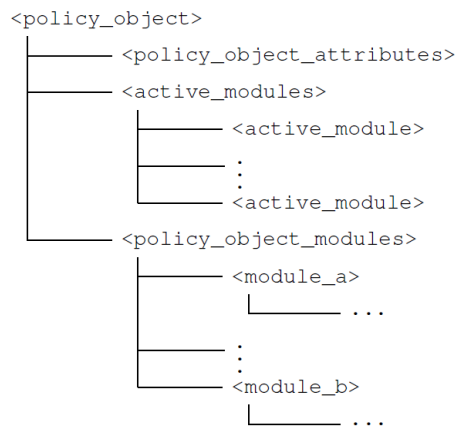 <policy_object>
<policy_object_attributes>
<active_modules>
<active_module>
.
.
.
<active_module>
<policy_object_modules>
<module_a>
...
.
.
.
<module_b>
...